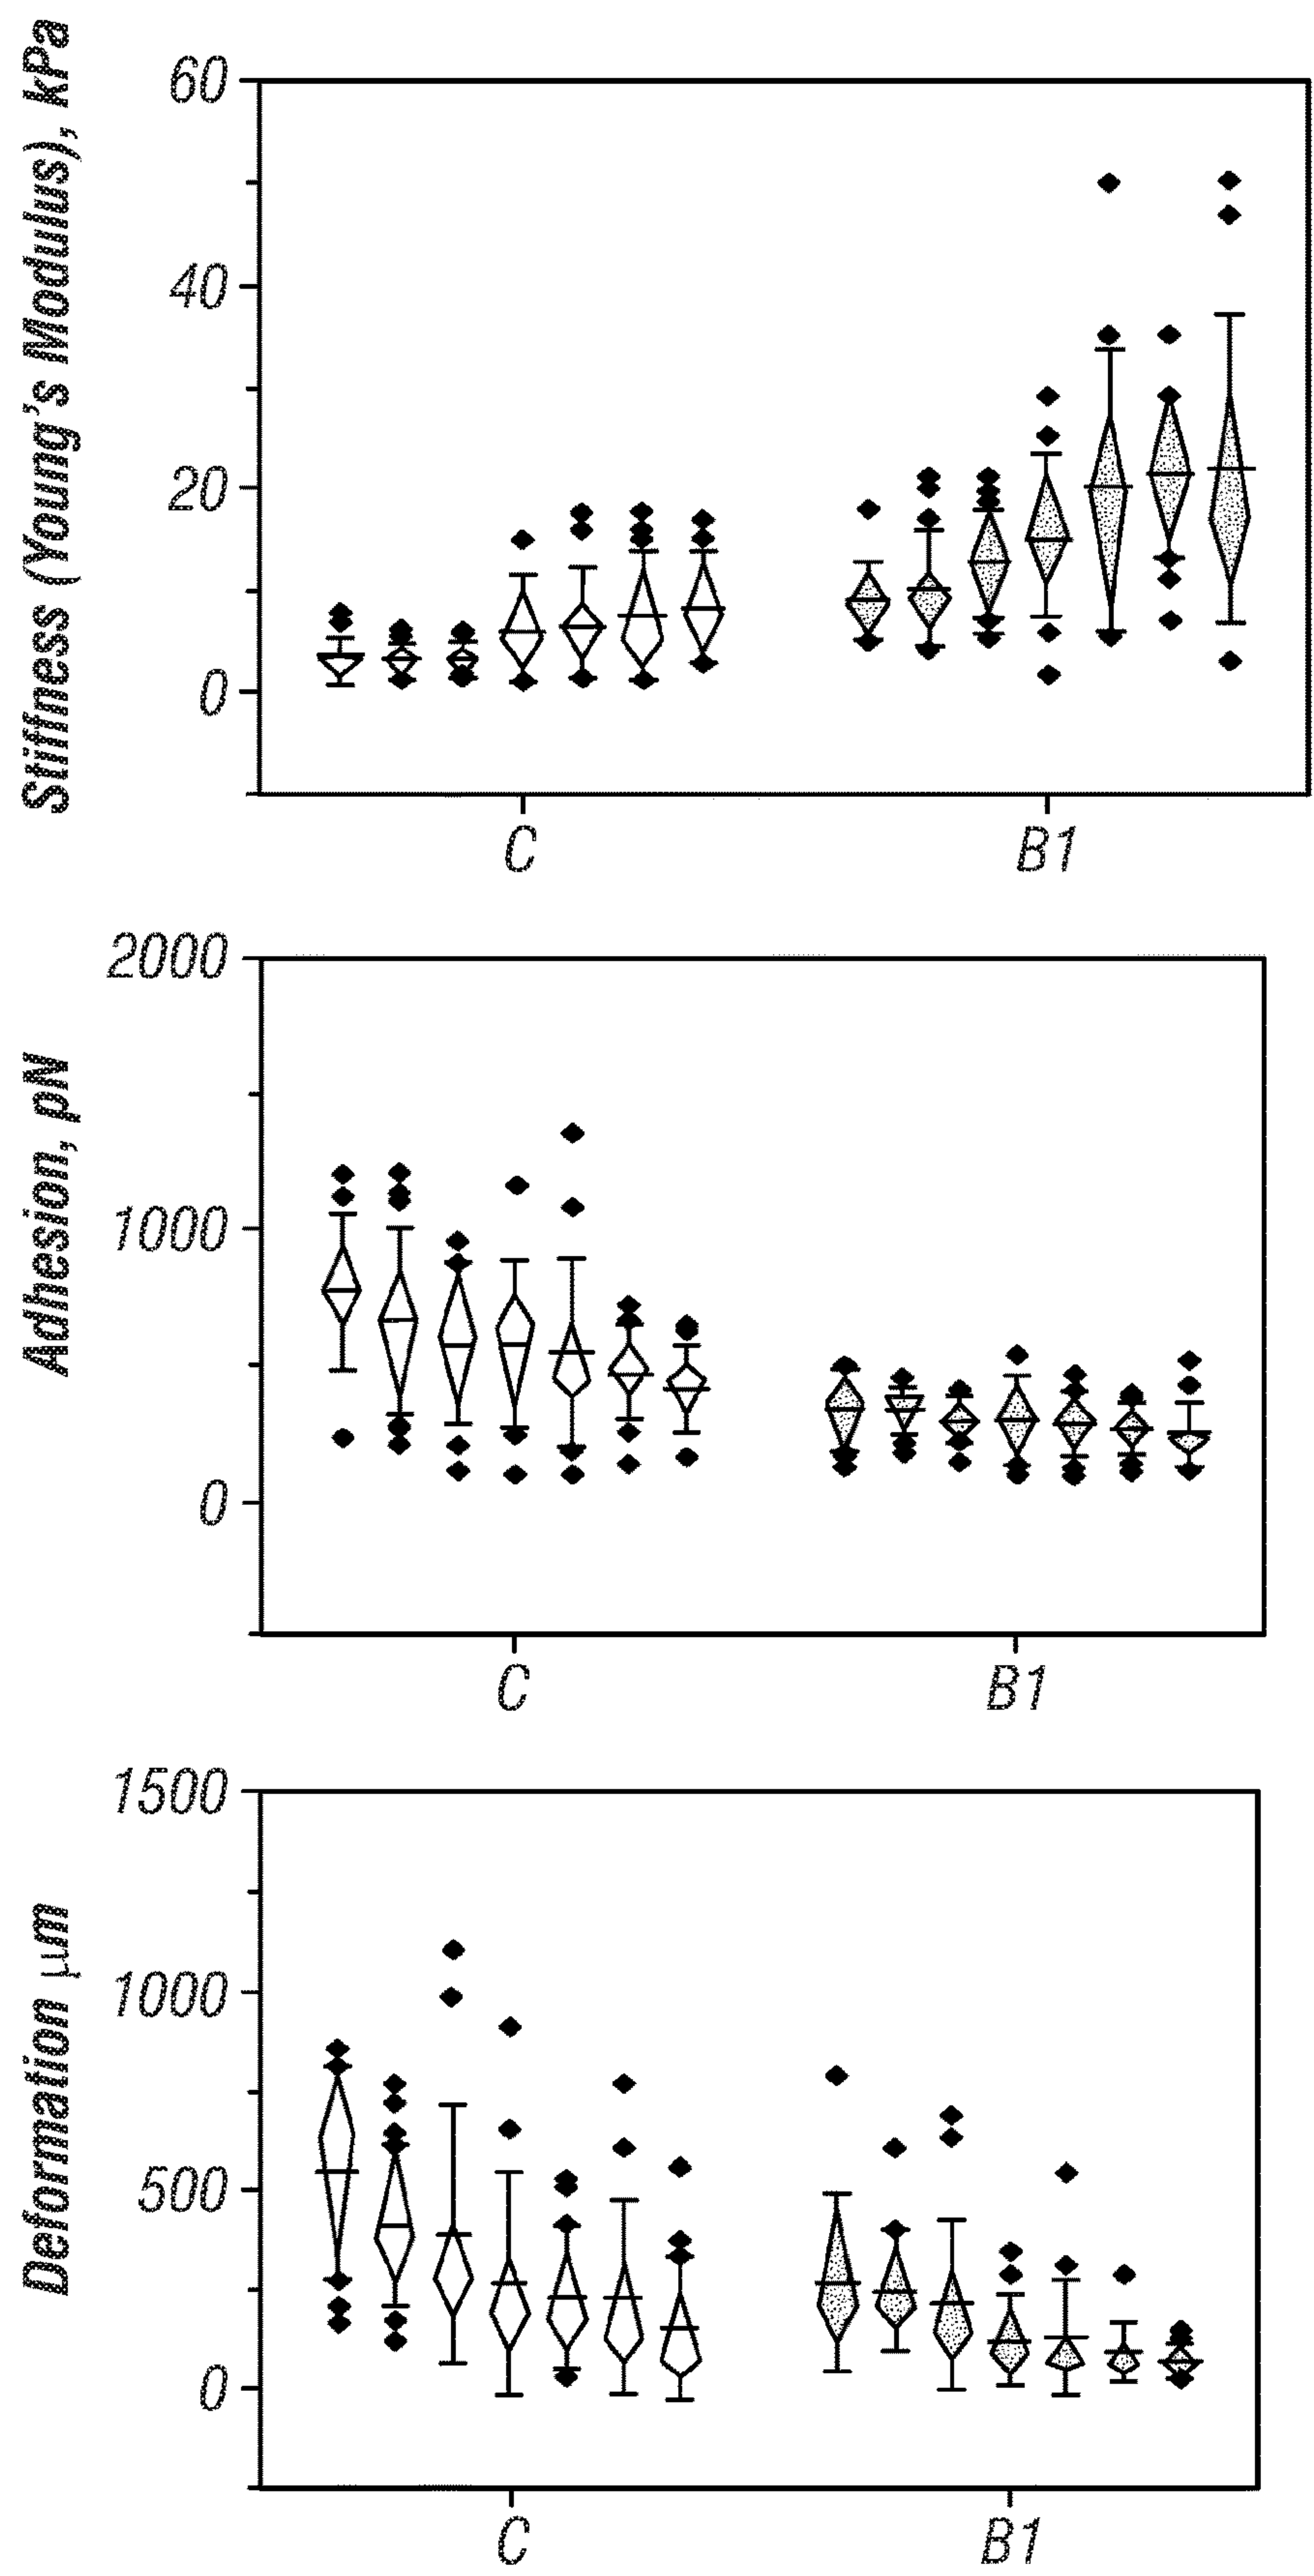 Stiffness (Young's Modulus), kPa
60
40
20
0
C B1
Adhesion, pN
2000
1000
0
C B1
Deformation μm
1500
1000
500
0
C B1